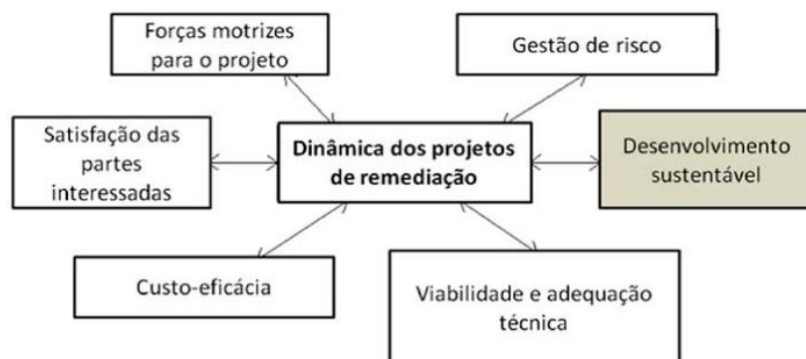 Forças motrizes
para o projeto
Gestão de risco
Satisfação das
partes
interessadas
Dinâmica dos projetos
de remediação
Desenvolvimento
sustentável
Custo-eficácia
Viabilidade e adequação
técnica